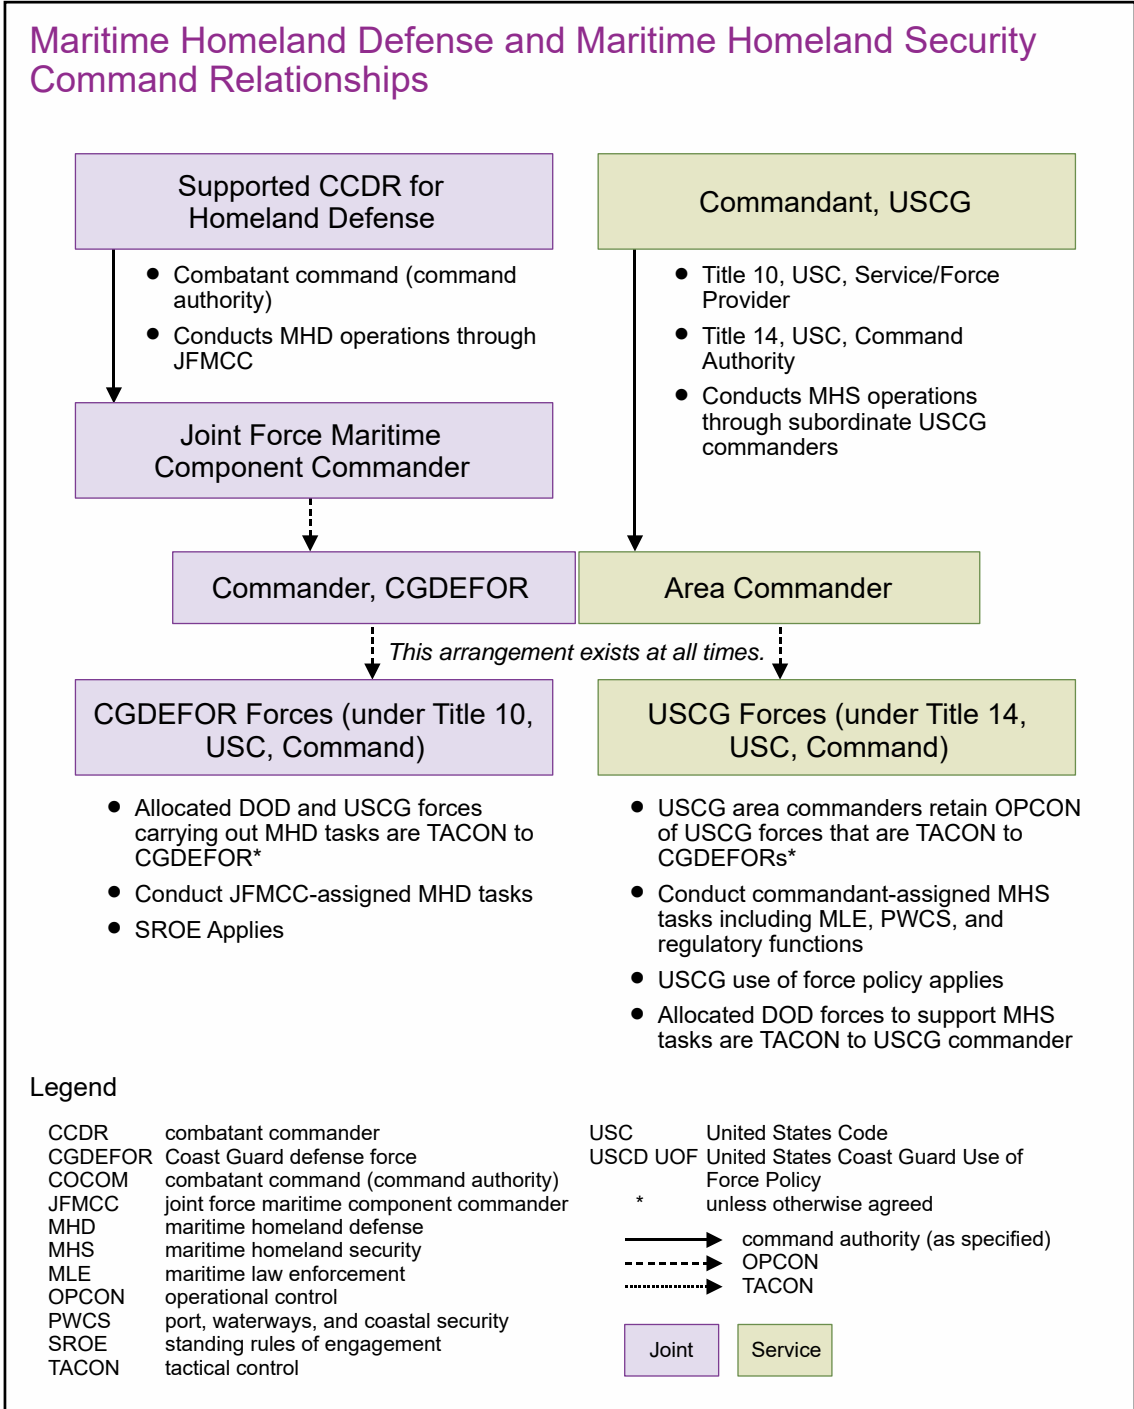 Maritime Homeland Defense and Maritime Homeland Security
Command Relationships
Supported CCDR for
Homeland Defense
Commandant, USCG
● Combatant command (command
authority)
● Conducts MHD operations through
JFMCC
● Title 10, USC, Service/Force
Provider
● Title 14, USC, Command
Authority
● Conducts MHS operations
through subordinate USCG
commanders
Joint Force Maritime
Component Commander
Commander, CGDEFOR
Area Commander
This arrangement exists at all times.
CGDEFOR Forces (under Title 10,
USC, Command)
USCG Forces (under Title 14,
USC, Command)
● Allocated DOD and USCG forces
carrying out MHD tasks are TACON to
CGDEFOR*
● Conduct JFMCC-assigned MHD tasks
● SROE Applies
● USCG area commanders retain OPCON
of USCG forces that are TACON to
CGDEFORs*
● Conduct commandant-assigned MHS
tasks including MLE, PWCS, and
regulatory functions
● USCG use of force policy applies
● Allocated DOD forces to support MHS
tasks are TACON to USCG commander
Legend
CCDR combatant commander
CGDEFOR Coast Guard defense force
COCOM combatant command (command authority)
JFMCC joint force maritime component commander
MHD maritime homeland defense
MHS maritime homeland security
MLE maritime law enforcement
OPCON operational control
PWCS port, waterways, and coastal security
SROE standing rules of engagement
TACON tactical control
USC United States Code
USCD UOF United States Coast Guard Use of
Force Policy
* unless otherwise agreed
command authority (as specified)
OPCON
TACON
Joint
Service